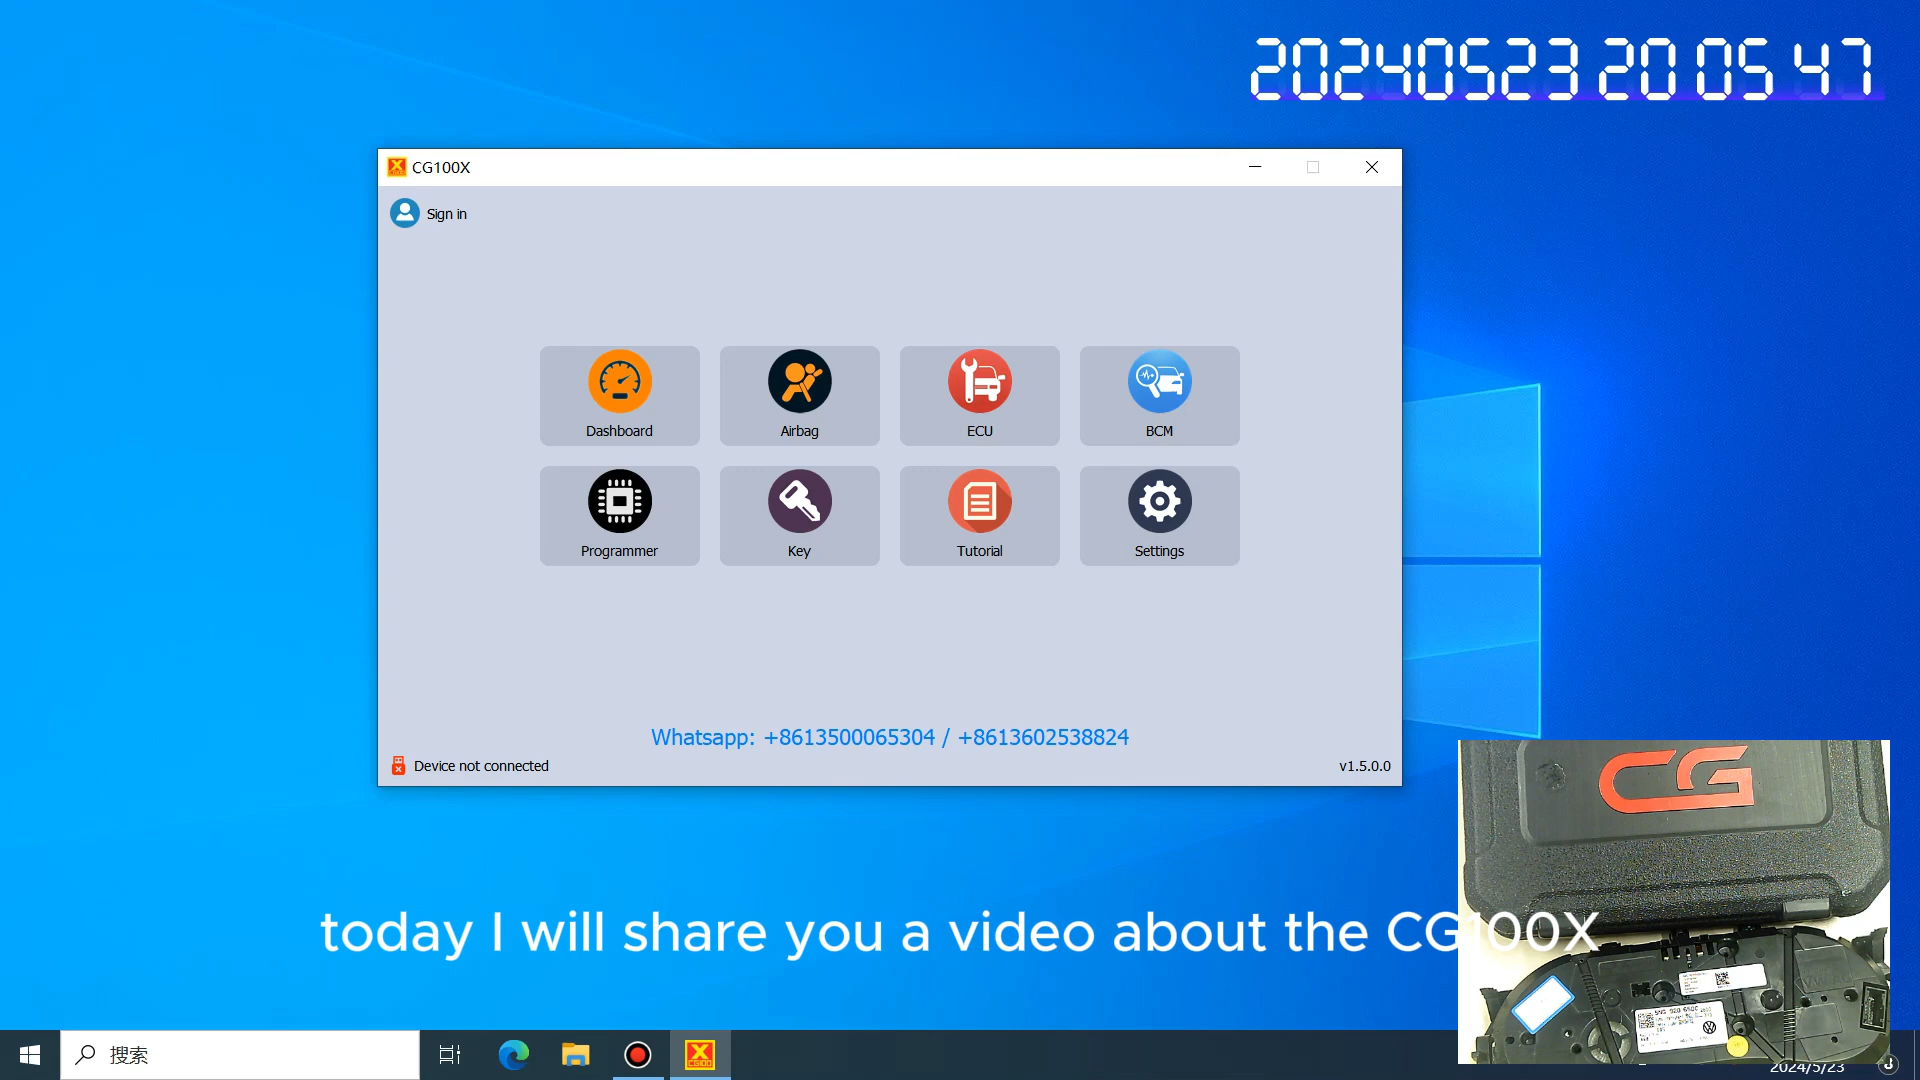 20240523 20 05 47
CG100X
Sign in
Dashboard
Airbag
ECU
BCM
Programmer
Key
Tutorial
Settings
Whatsapp: +8613500065304 / +8613602538824
Device not connected
v1.5.0.0
CG
today I will share you a video about the CG100X
搜索
2024/5/23